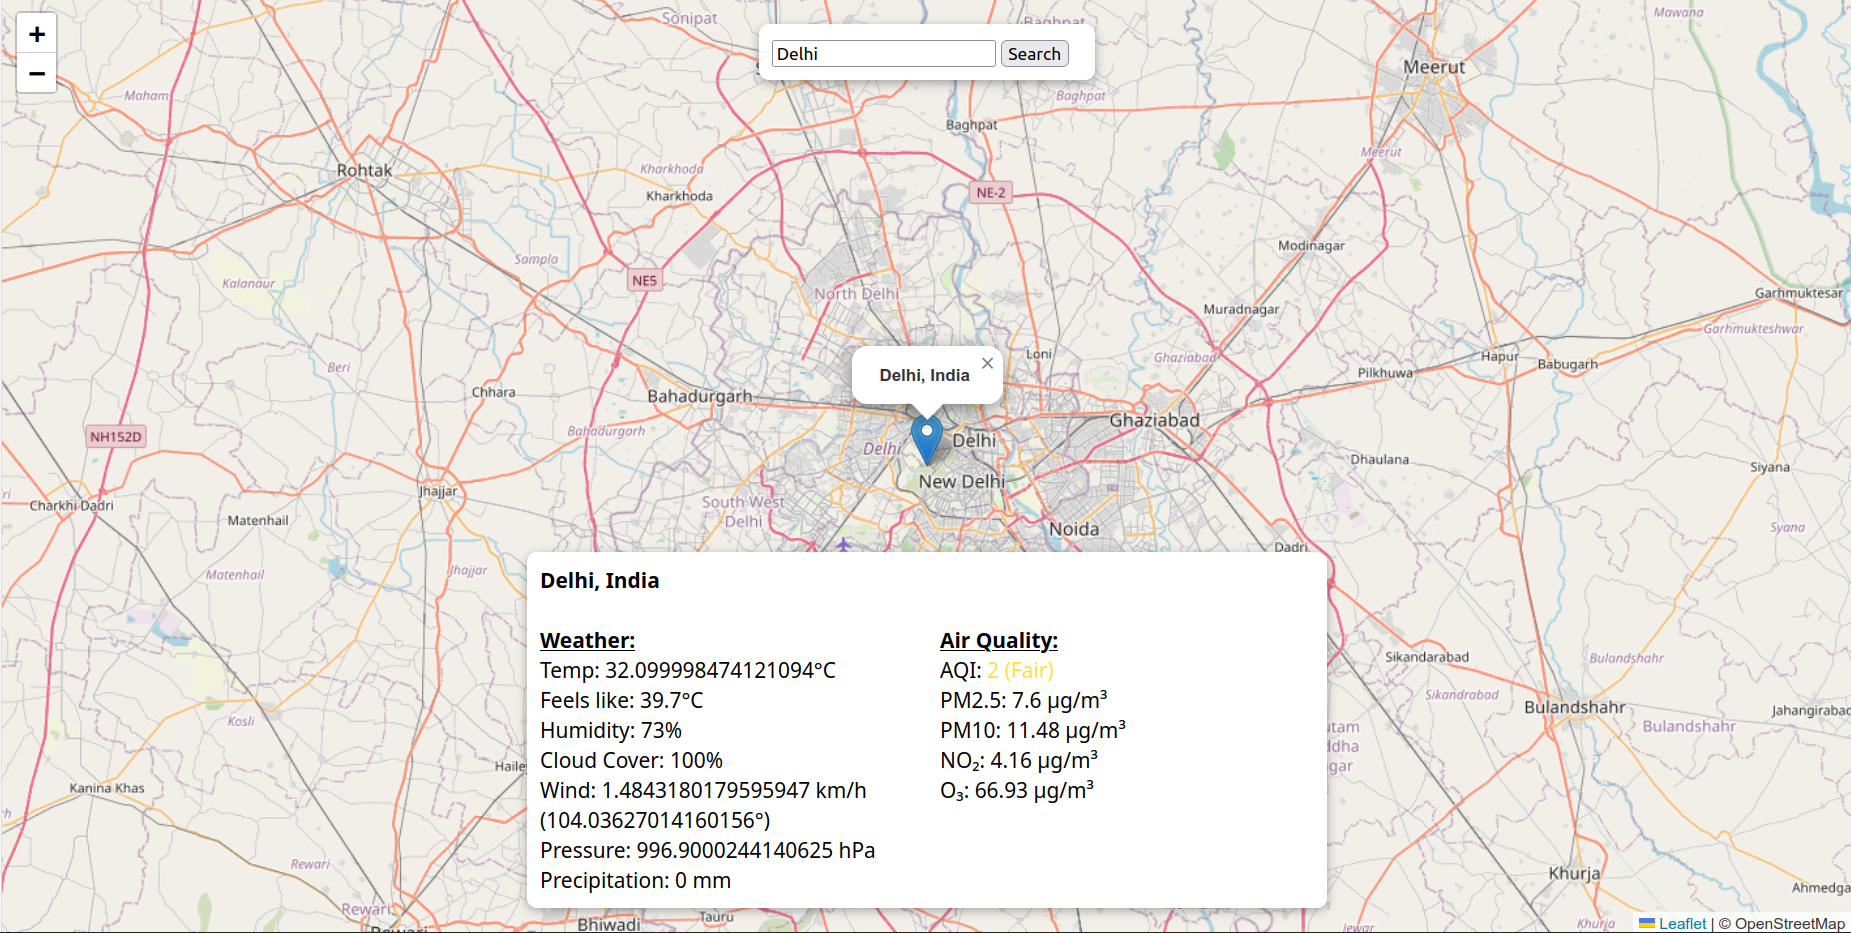 +
−
Delhi
Search
Sonipat
Baghpat
Mawana
Meerut
Maham
Baghpat
Baghpat
Meerut
Rohtak
Kharkhoda
Kharkhoda
NE-2
Modinagar
Sampla
NE5
Kalanaur
North Delhi
Muradnagar
Garhmuktesar
Garhmukteshwar
Loni
Ghaziabad
Hapur
Babugarh
Beri
Pilkhuwa
Delhi, India
×
Chhara
Bahadurgarh
Ghaziabad
NH152D
Bahadurgarh
Delhi
Delhi
Dhaulana
Siyana
New Delhi
Jhajjar
Charkhi Dadri
South West
Delhi
Matenhail
Noida
Syana
Dadri
Matenhail
Jhajjar
Delhi, India
Weather:
Temp: 32.099998474121094°C
Feels like: 39.7°C
Humidity: 73%
Cloud Cover: 100%
Wind: 1.4843180179595947 km/h
(104.03627014160156°)
Pressure: 996.9000244140625 hPa
Precipitation: 0 mm
Air Quality:
AQI: 2 (Fair)
PM2.5: 7.6 µg/m³
PM10: 11.48 µg/m³
NO₂: 4.16 µg/m³
O₃: 66.93 µg/m³
Sikandarabad
Bulandshahr
Sikandrabad
Bulandshahr
Jahangirabad
Bulandshahr
Kosli
Kanina Khas
Rewari
Khurja
Ahmedga
Rewari
Rewari
Bhiwadi
Tauru
Jewar
Khurja
Leaflet | © OpenStreetMap